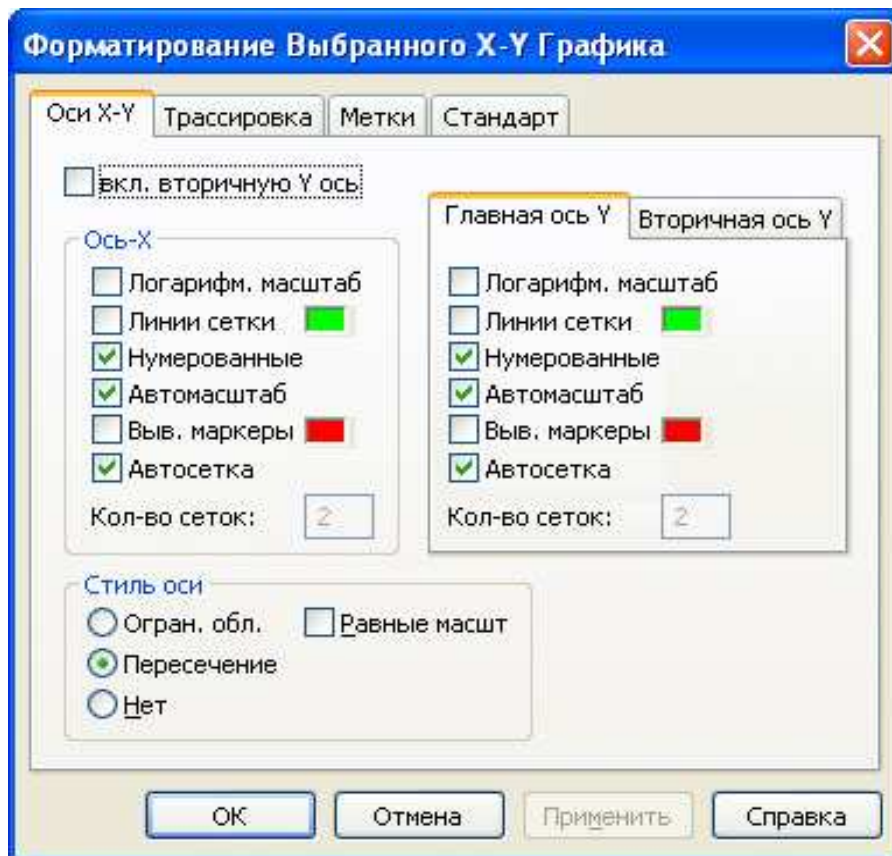 Форматирование Выбранного X-Y Графика
Оси X-Y
Трассировка
Метки
Стандарт
вкл. вторичную Y ось
Ось-X
Логарифм. масштаб
Линии сетки
Нумерованные
Автомасштаб
Выв. маркеры
Автосетка
Кол-во сеток: 2
Главная ось Y
Вторичная ось Y
Логарифм. масштаб
Линии сетки
Нумерованные
Автомасштаб
Выв. маркеры
Автосетка
Кол-во сеток: 2
Стиль оси
Огран. обл.
Равные масшт
Пересечение
Нет
OK
Отмена
Применить
Справка